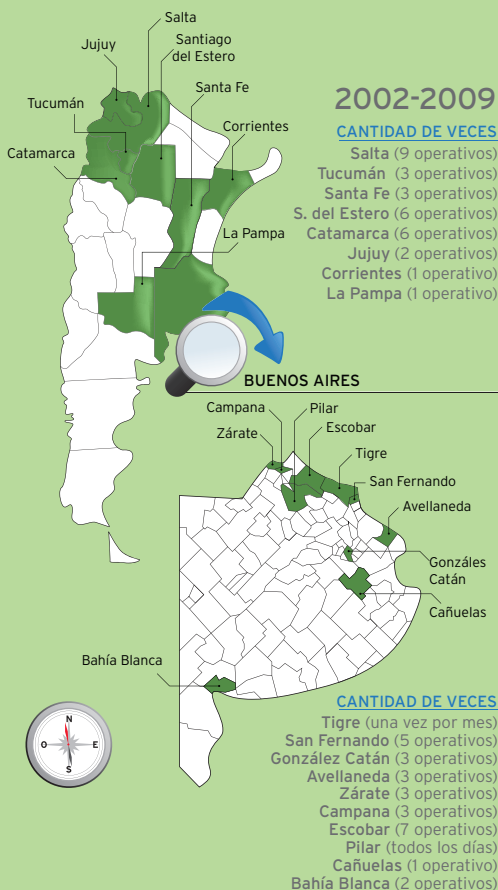 Salta
Jujuy
Santiago
del Estero
Santa Fe
Tucumán
Corrientes
Catamarca
La Pampa
2002-2009
CANTIDAD DE VECES
Salta (9 operativos)
Tucumán (3 operativos)
Santa Fe (3 operativos)
S. del Estero (6 operativos)
Catamarca (6 operativos)
Jujuy (2 operativos)
Corrientes (1 operativo)
La Pampa (1 operativo)
BUENOS AIRES
Campana
Pilar
Zárate
Escobar
Tigre
San Fernando
Avellaneda
Gonzáles
Catán
Cañuelas
Bahía Blanca
N
O
E
S
CANTIDAD DE VECES
Tigre (una vez por mes)
San Fernando (5 operativos)
González Catán (3 operativos)
Avellaneda (3 operativos)
Zárate (3 operativos)
Campana (3 operativos)
Escobar (7 operativos)
Pilar (todos los días)
Cañuelas (1 operativo)
Bahía Blanca (2 operativos)